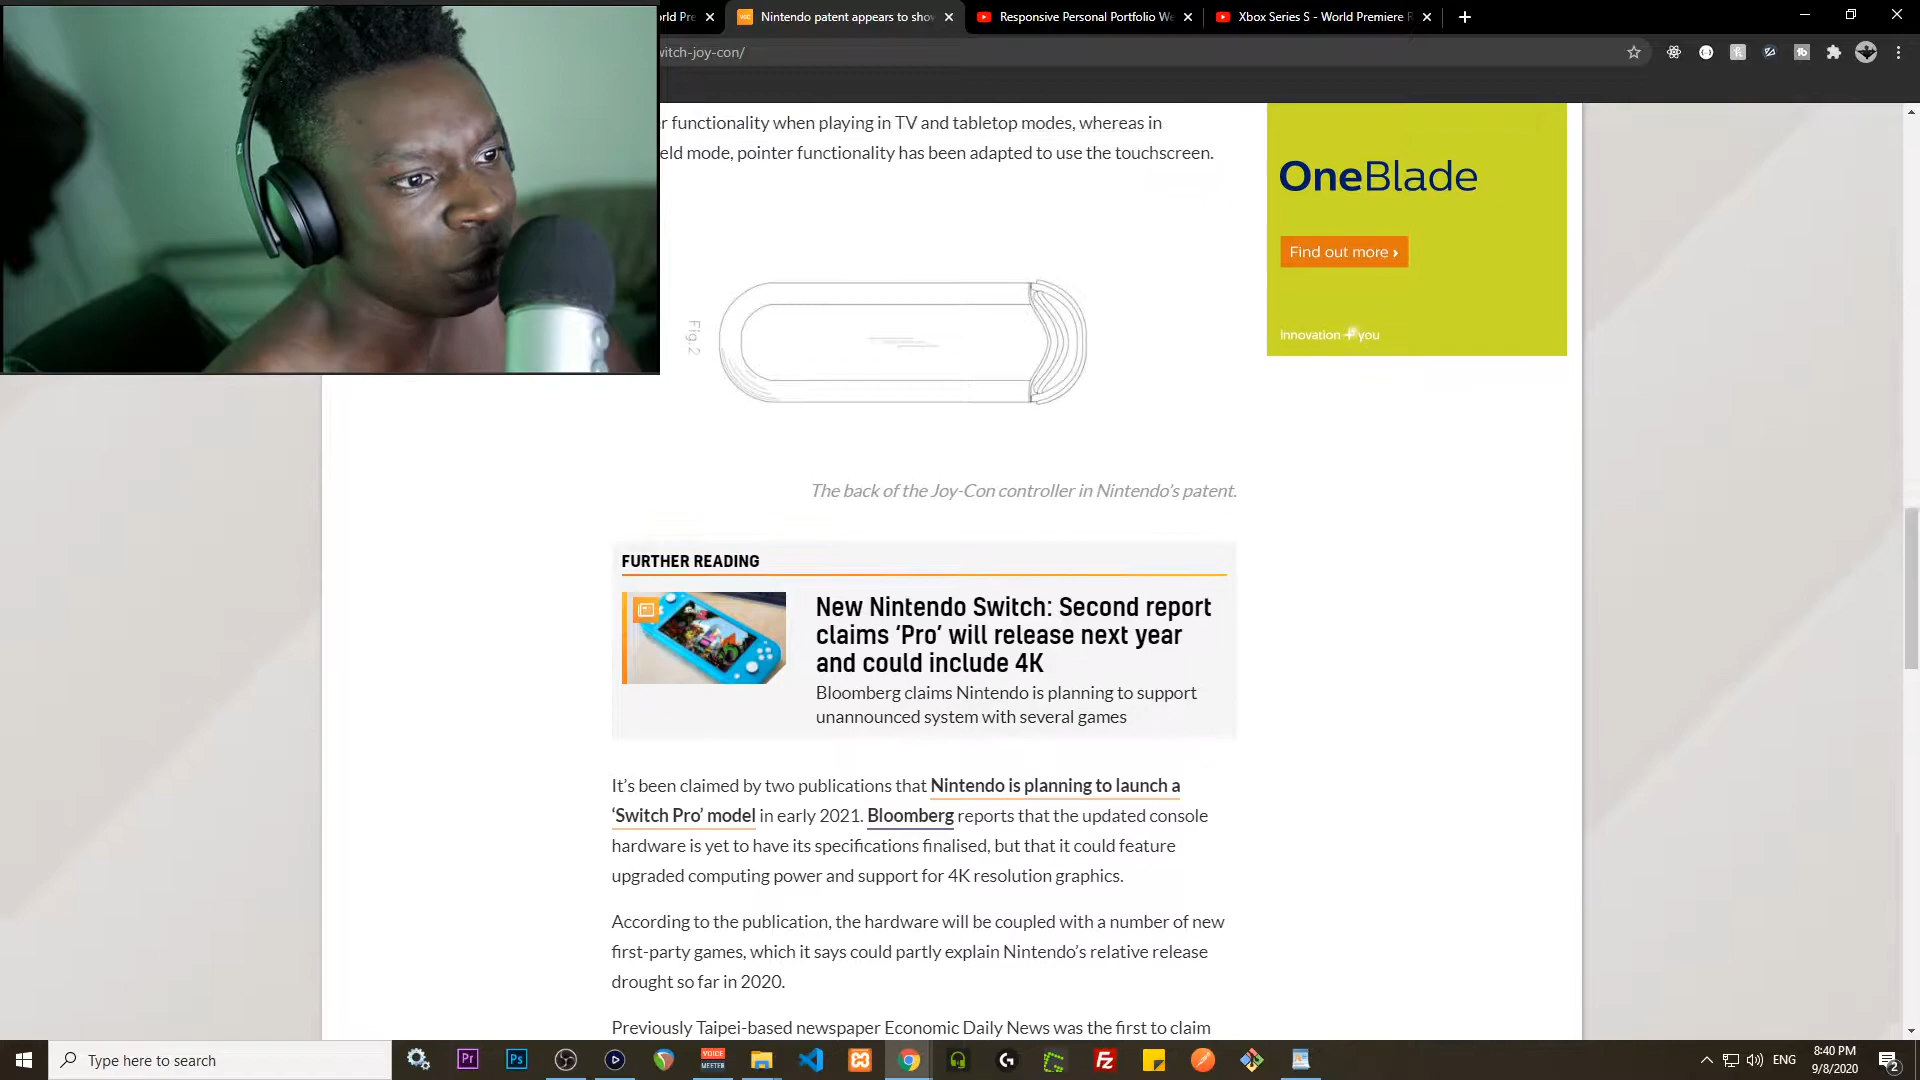 orld Pre
Nintendo patent appears to show
Responsive Personal Portfolio We
Xbox Series S - World Premiere R
witch-joy-con/
r functionality when playing in TV and tabletop modes, whereas in
eld mode, pointer functionality has been adapted to use the touchscreen.
OneBlade
Find out more ›
innovation + you
Fig.2
The back of the Joy-Con controller in Nintendo’s patent.
FURTHER READING
New Nintendo Switch: Second report
claims ‘Pro’ will release next year
and could include 4K
Bloomberg claims Nintendo is planning to support
unannounced system with several games
It’s been claimed by two publications that Nintendo is planning to launch a
‘Switch Pro’ model in early 2021. Bloomberg reports that the updated console
hardware is yet to have its specifications finalised, but that it could feature
upgraded computing power and support for 4K resolution graphics.
According to the publication, the hardware will be coupled with a number of new
first-party games, which it says could partly explain Nintendo’s relative release
drought so far in 2020.
Previously Taipei-based newspaper Economic Daily News was the first to claim
Type here to search
Pr
Ps
VOICE
MEETER
Fz
ENG
8:40 PM
9/8/2020
2